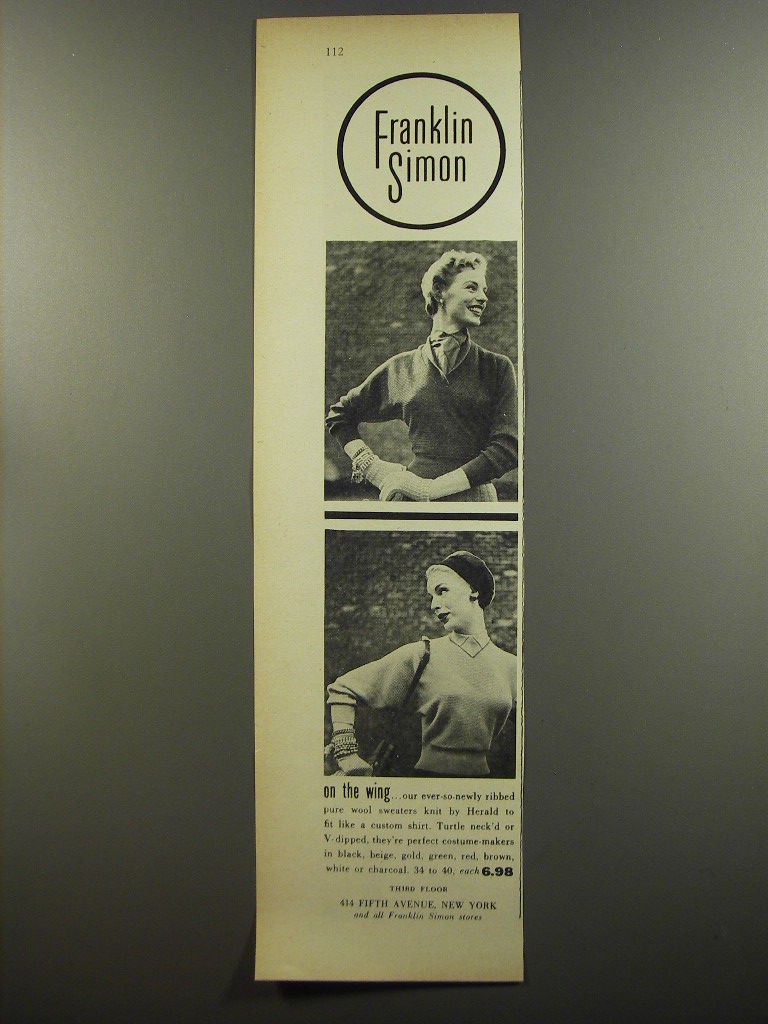 112
Franklin
Simon
on the wing...our ever-so-newly ribbed
pure wool sweaters knit by Herald to
fit like a custom shirt. Turtle neck'd or
V-dipped, they're perfect costume-makers
in black, beige, gold, green, red, brown,
white or charcoal. 34 to 40, each 6.98
THIRD FLOOR
414 FIFTH AVENUE, NEW YORK
and all Franklin Simon stores